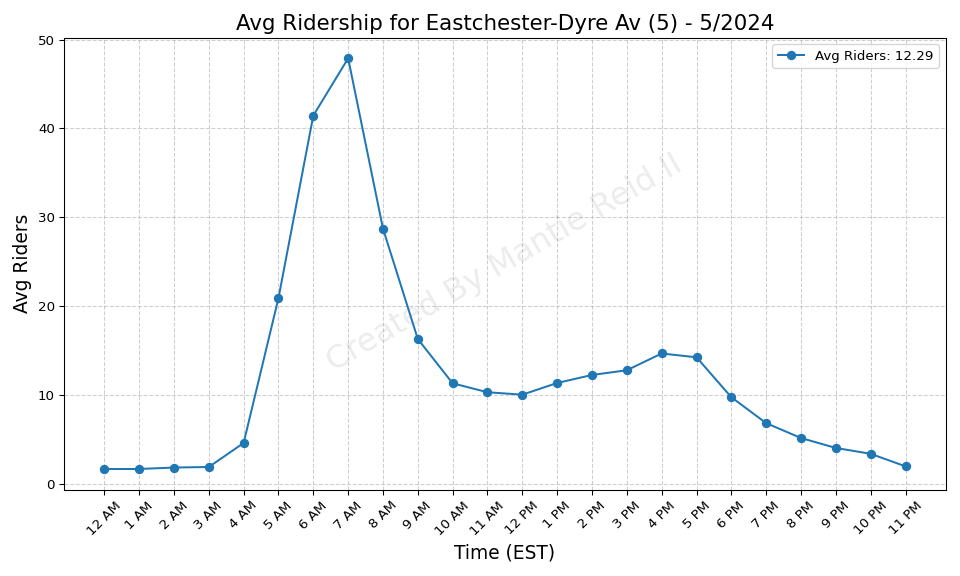 Avg Ridership for Eastchester-Dyre Av (5) - 5/2024
Avg Riders: 12.29
50
40
30
20
10
0
Avg Riders
Created By Mantie Reid II
12 AM
1 AM
2 AM
3 AM
4 AM
5 AM
6 AM
7 AM
8 AM
9 AM
10 AM
11 AM
12 PM
1 PM
2 PM
3 PM
4 PM
5 PM
6 PM
7 PM
8 PM
9 PM
10 PM
11 PM
Time (EST)